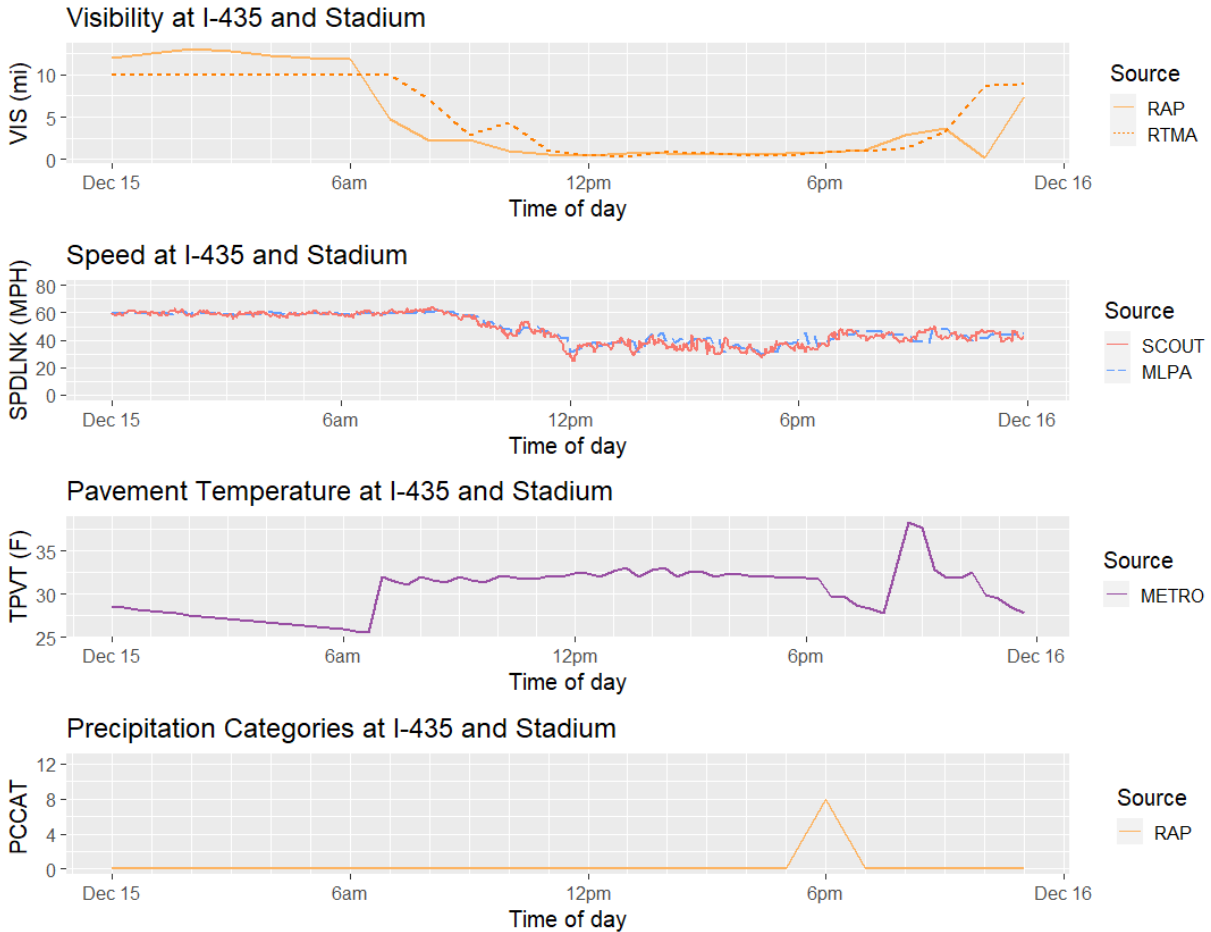 Visibility at I-435 and Stadium
VIS (mi)
10
5
0
Dec 15 6am 12pm 6pm Dec 16
Time of day
Source
RAP
RTMA
Speed at I-435 and Stadium
SPDLNK (MPH)
80
60
40
20
0
Dec 15 6am 12pm 6pm Dec 16
Time of day
Source
SCOUT
MLPA
Pavement Temperature at I-435 and Stadium
TPVT (F)
35
30
25
Dec 15 6am 12pm 6pm Dec 16
Time of day
Source
METRO
Precipitation Categories at I-435 and Stadium
PCCAT
12
8
4
0
Dec 15 6am 12pm 6pm Dec 16
Time of day
Source
RAP